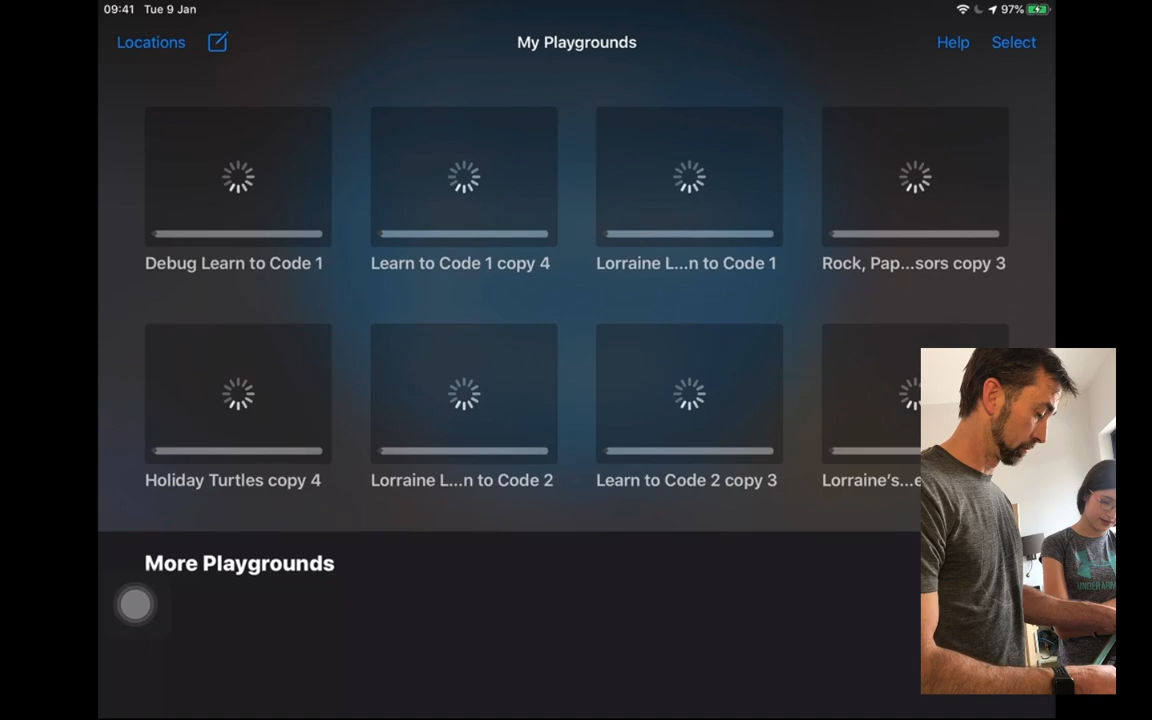 09:41 Tue 9 Jan
97%
Locations
My Playgrounds
Help Select
Debug Learn to Code 1
Learn to Code 1 copy 4
Lorraine L...n to Code 1
Rock, Pap...sors copy 3
Holiday Turtles copy 4
Lorraine L...n to Code 2
Learn to Code 2 copy 3
Lorraine's...e
More Playgrounds
UNDER ARM